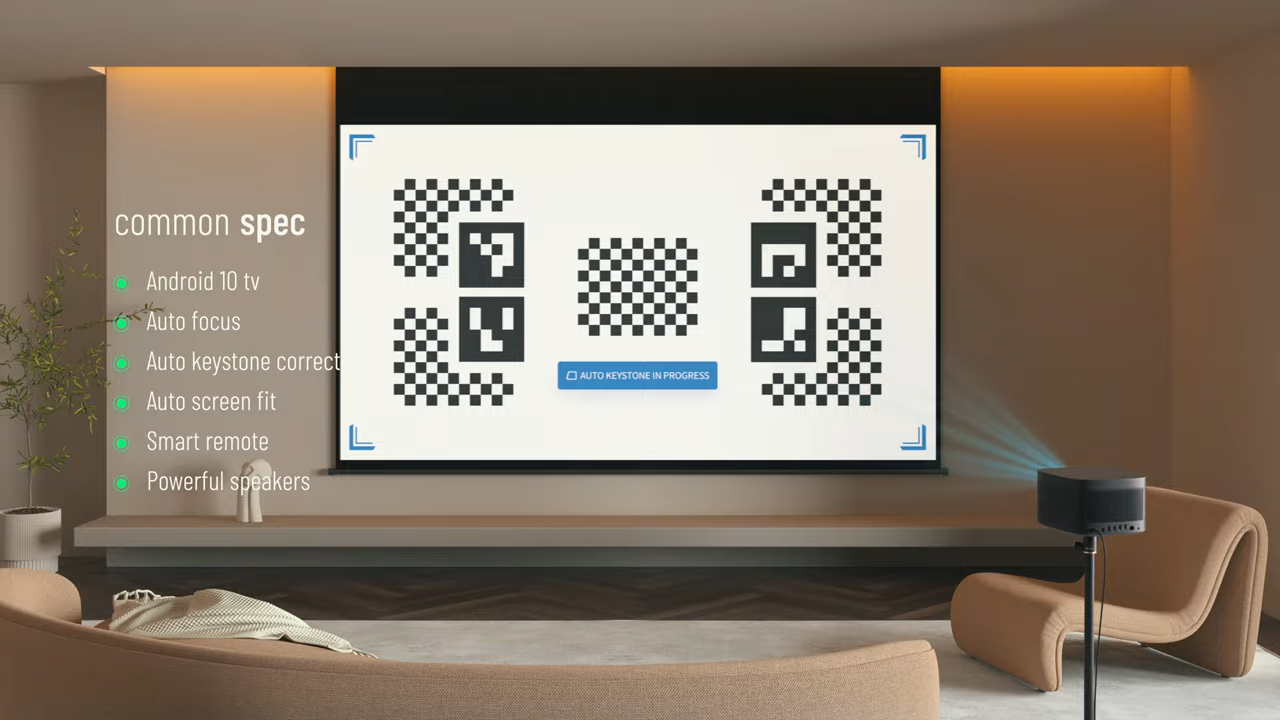 common spec
Android 10 tv
Auto focus
Auto keystone correct
Auto screen fit
Smart remote
Powerful speakers
AUTO KEYSTONE IN PROGRESS